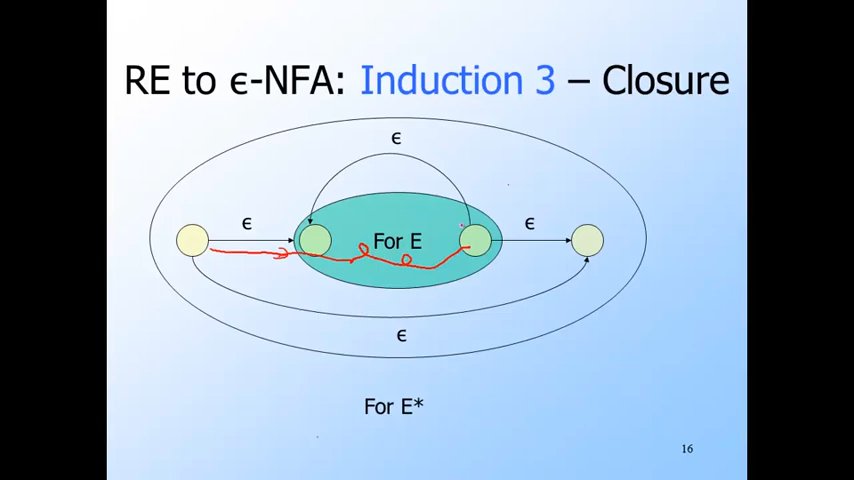 RE to ϵ-NFA: Induction 3 – Closure
ϵ
ϵ
For E
ϵ
ϵ
For E*
16